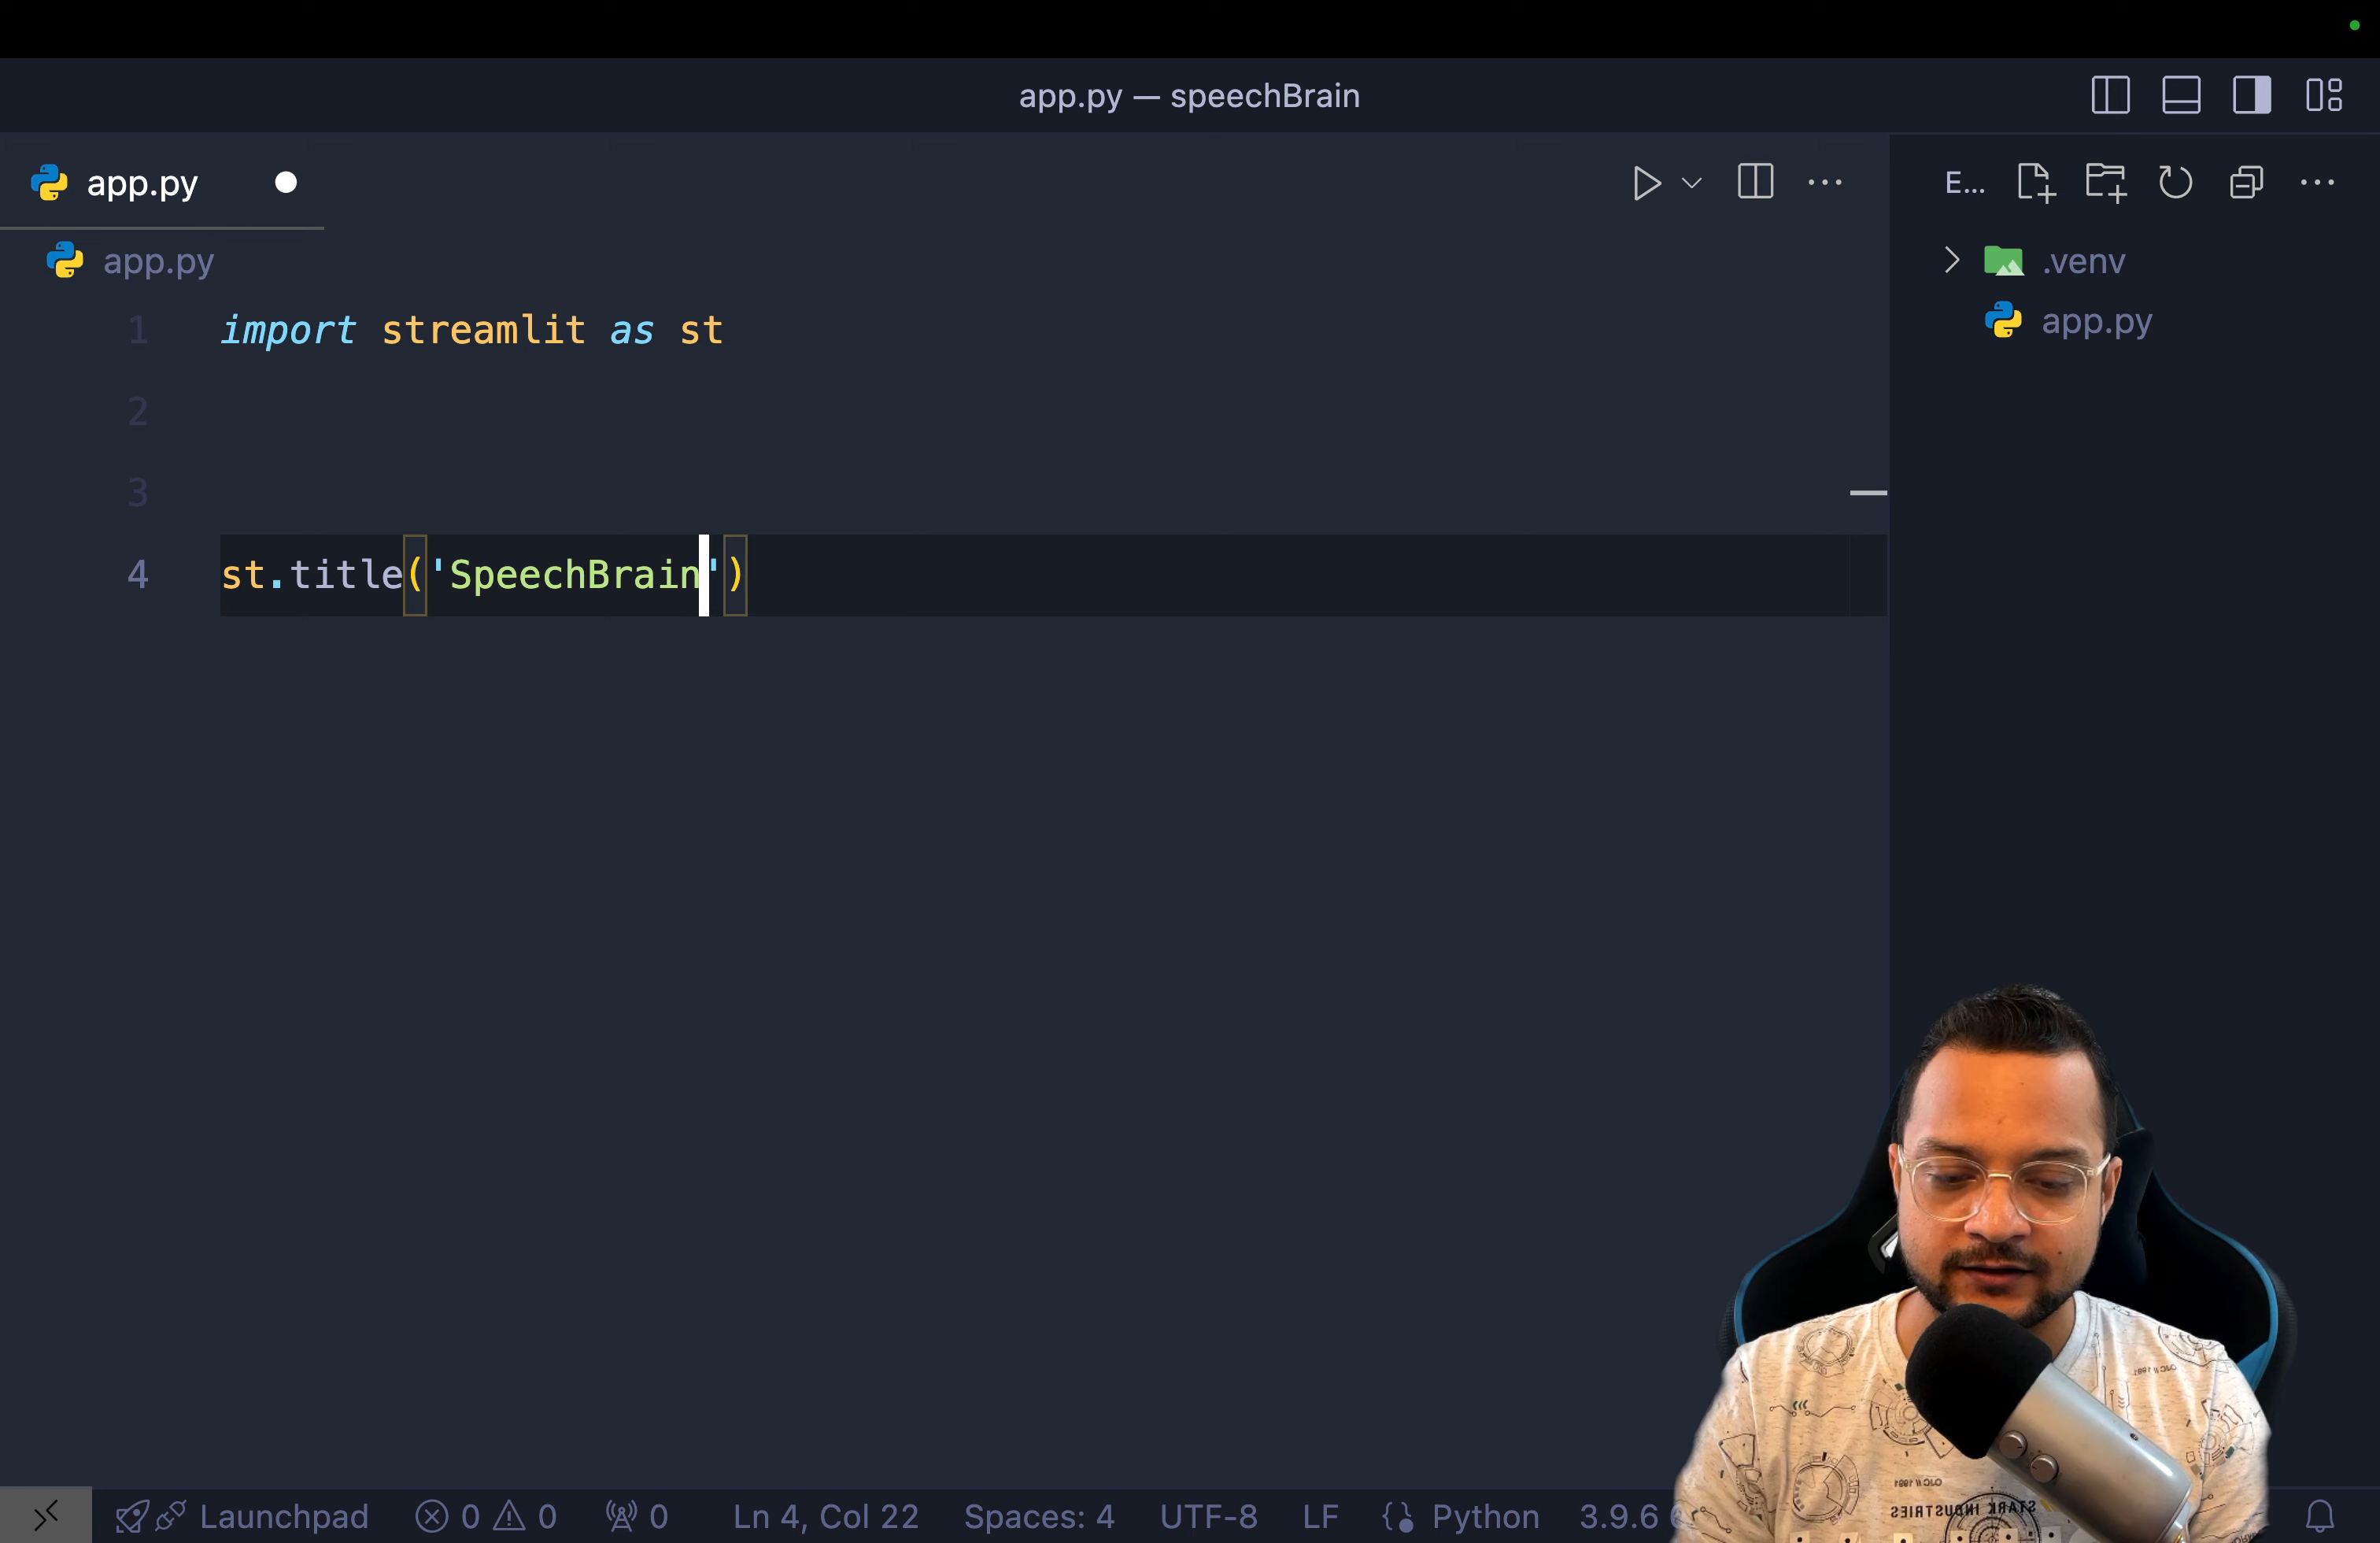 app.py — speechBrain
app.py
E...
app.py
.venv
app.py
1 import streamlit as st
2
3
4 st.title('SpeechBrain')
Launchpad 0 0 0 Ln 4, Col 22 Spaces: 4 UTF-8 LF Python 3.9.6
STARK INDUSTRIES